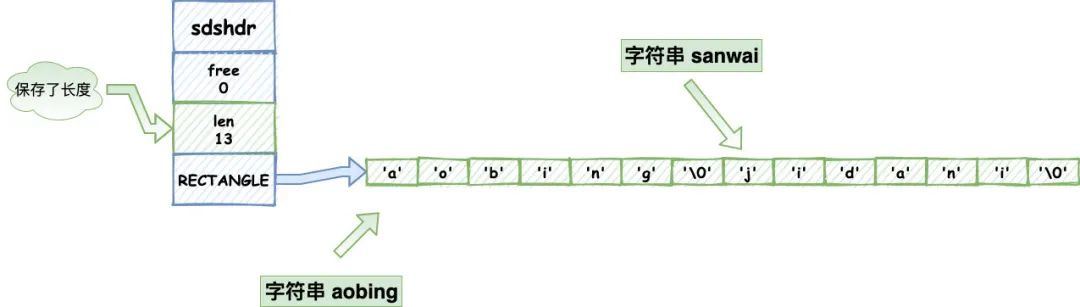 sdshdr
free
0
len
13
RECTANGLE
保存了长度
字符串 sanwai
'a' 'o' 'b' 'i' 'n' 'g' '\0' 'j' 'i' 'd' 'a' 'n' 'i' '\0'
字符串 aobing